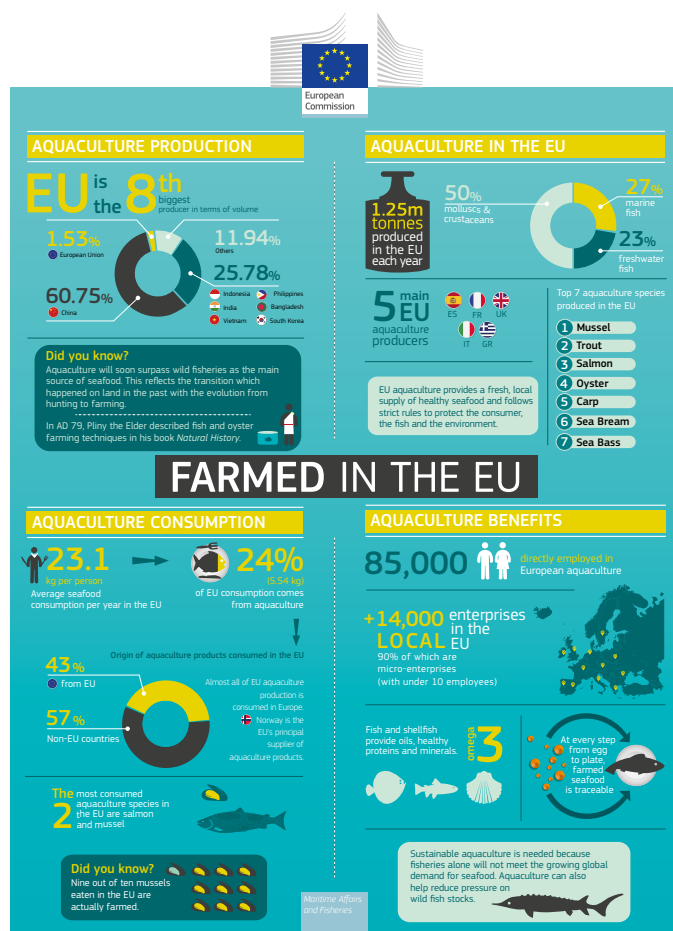 European
Commission
AQUACULTURE PRODUCTION
EU is
the 8th
biggest
producer in terms of volume
1.53%
European Union
11.94%
Others
25.78%
60.75%
China
Indonesia
Philippines
India
Bangladesh
Vietnam
South Korea
Did you know?
Aquaculture will soon surpass wild fisheries as the main
source of seafood. This reflects the transition which
happened on land in the past with the evolution from
hunting to farming.
In AD 79, Pliny the Elder described fish and oyster
farming techniques in his book Natural History.
AQUACULTURE IN THE EU
1.25m
tonnes
produced
in the EU
each year
50%
molluscs &
crustaceans
27%
marine
fish
23%
freshwater
fish
5 main
EU
aquaculture
producers
ES
FR
UK
IT
GR
EU aquaculture provides a fresh, local
supply of healthy seafood and follows
strict rules to protect the consumer,
the fish and the environment.
Top 7 aquaculture species
produced in the EU
1 Mussel
2 Trout
3 Salmon
4 Oyster
5 Carp
6 Sea Bream
7 Sea Bass
FARMED IN THE EU
AQUACULTURE CONSUMPTION
23.1
kg per person
Average seafood
consumption per year in the EU
24%
(5.54 kg)
of EU consumption comes
from aquaculture
Origin of aquaculture products consumed in the EU
43%
from EU
57%
Non-EU countries
Almost all of EU aquaculture
production is
consumed in Europe.
Norway is the
EU's principal
supplier of
aquaculture products.
The 2 most consumed
aquaculture species in
the EU are salmon
and mussel
Did you know?
Nine out of ten mussels
eaten in the EU are
actually farmed.
Maritime Affairs
and Fisheries
AQUACULTURE BENEFITS
85,000
directly employed in
European aquaculture
+14,000 enterprises
in the
LOCAL EU
90% of which are
micro-enterprises
(with under 10 employees)
Fish and shellfish
provide oils, healthy
proteins and minerals.
omega 3
At every step
from egg
to plate,
farmed
seafood
is traceable
Sustainable aquaculture is needed because
fisheries alone will not meet the growing global
demand for seafood. Aquaculture can also
help reduce pressure on
wild fish stocks.